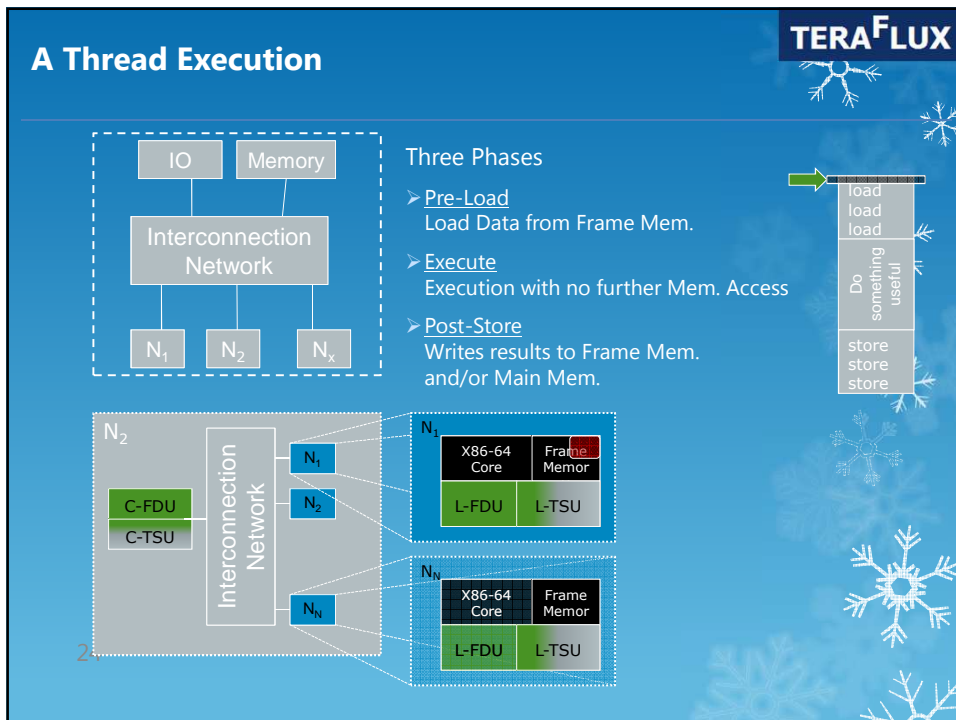 TERAFLUX
A Thread Execution
IO
Memory
Interconnection
Network
N1
N2
Nx
Three Phases
➢ Pre-Load
Load Data from Frame Mem.
➢ Execute
Execution with no further Mem. Access
➢ Post-Store
Writes results to Frame Mem.
and/or Main Mem.
load
load
load
Do
something
useful
store
store
store
N2
C-FDU
C-TSU
Interconnection
Network
N1
N2
NN
N1
X86-64
Core
Frame
Memor
L-FDU
L-TSU
NN
X86-64
Core
Frame
Memor
L-FDU
L-TSU
24